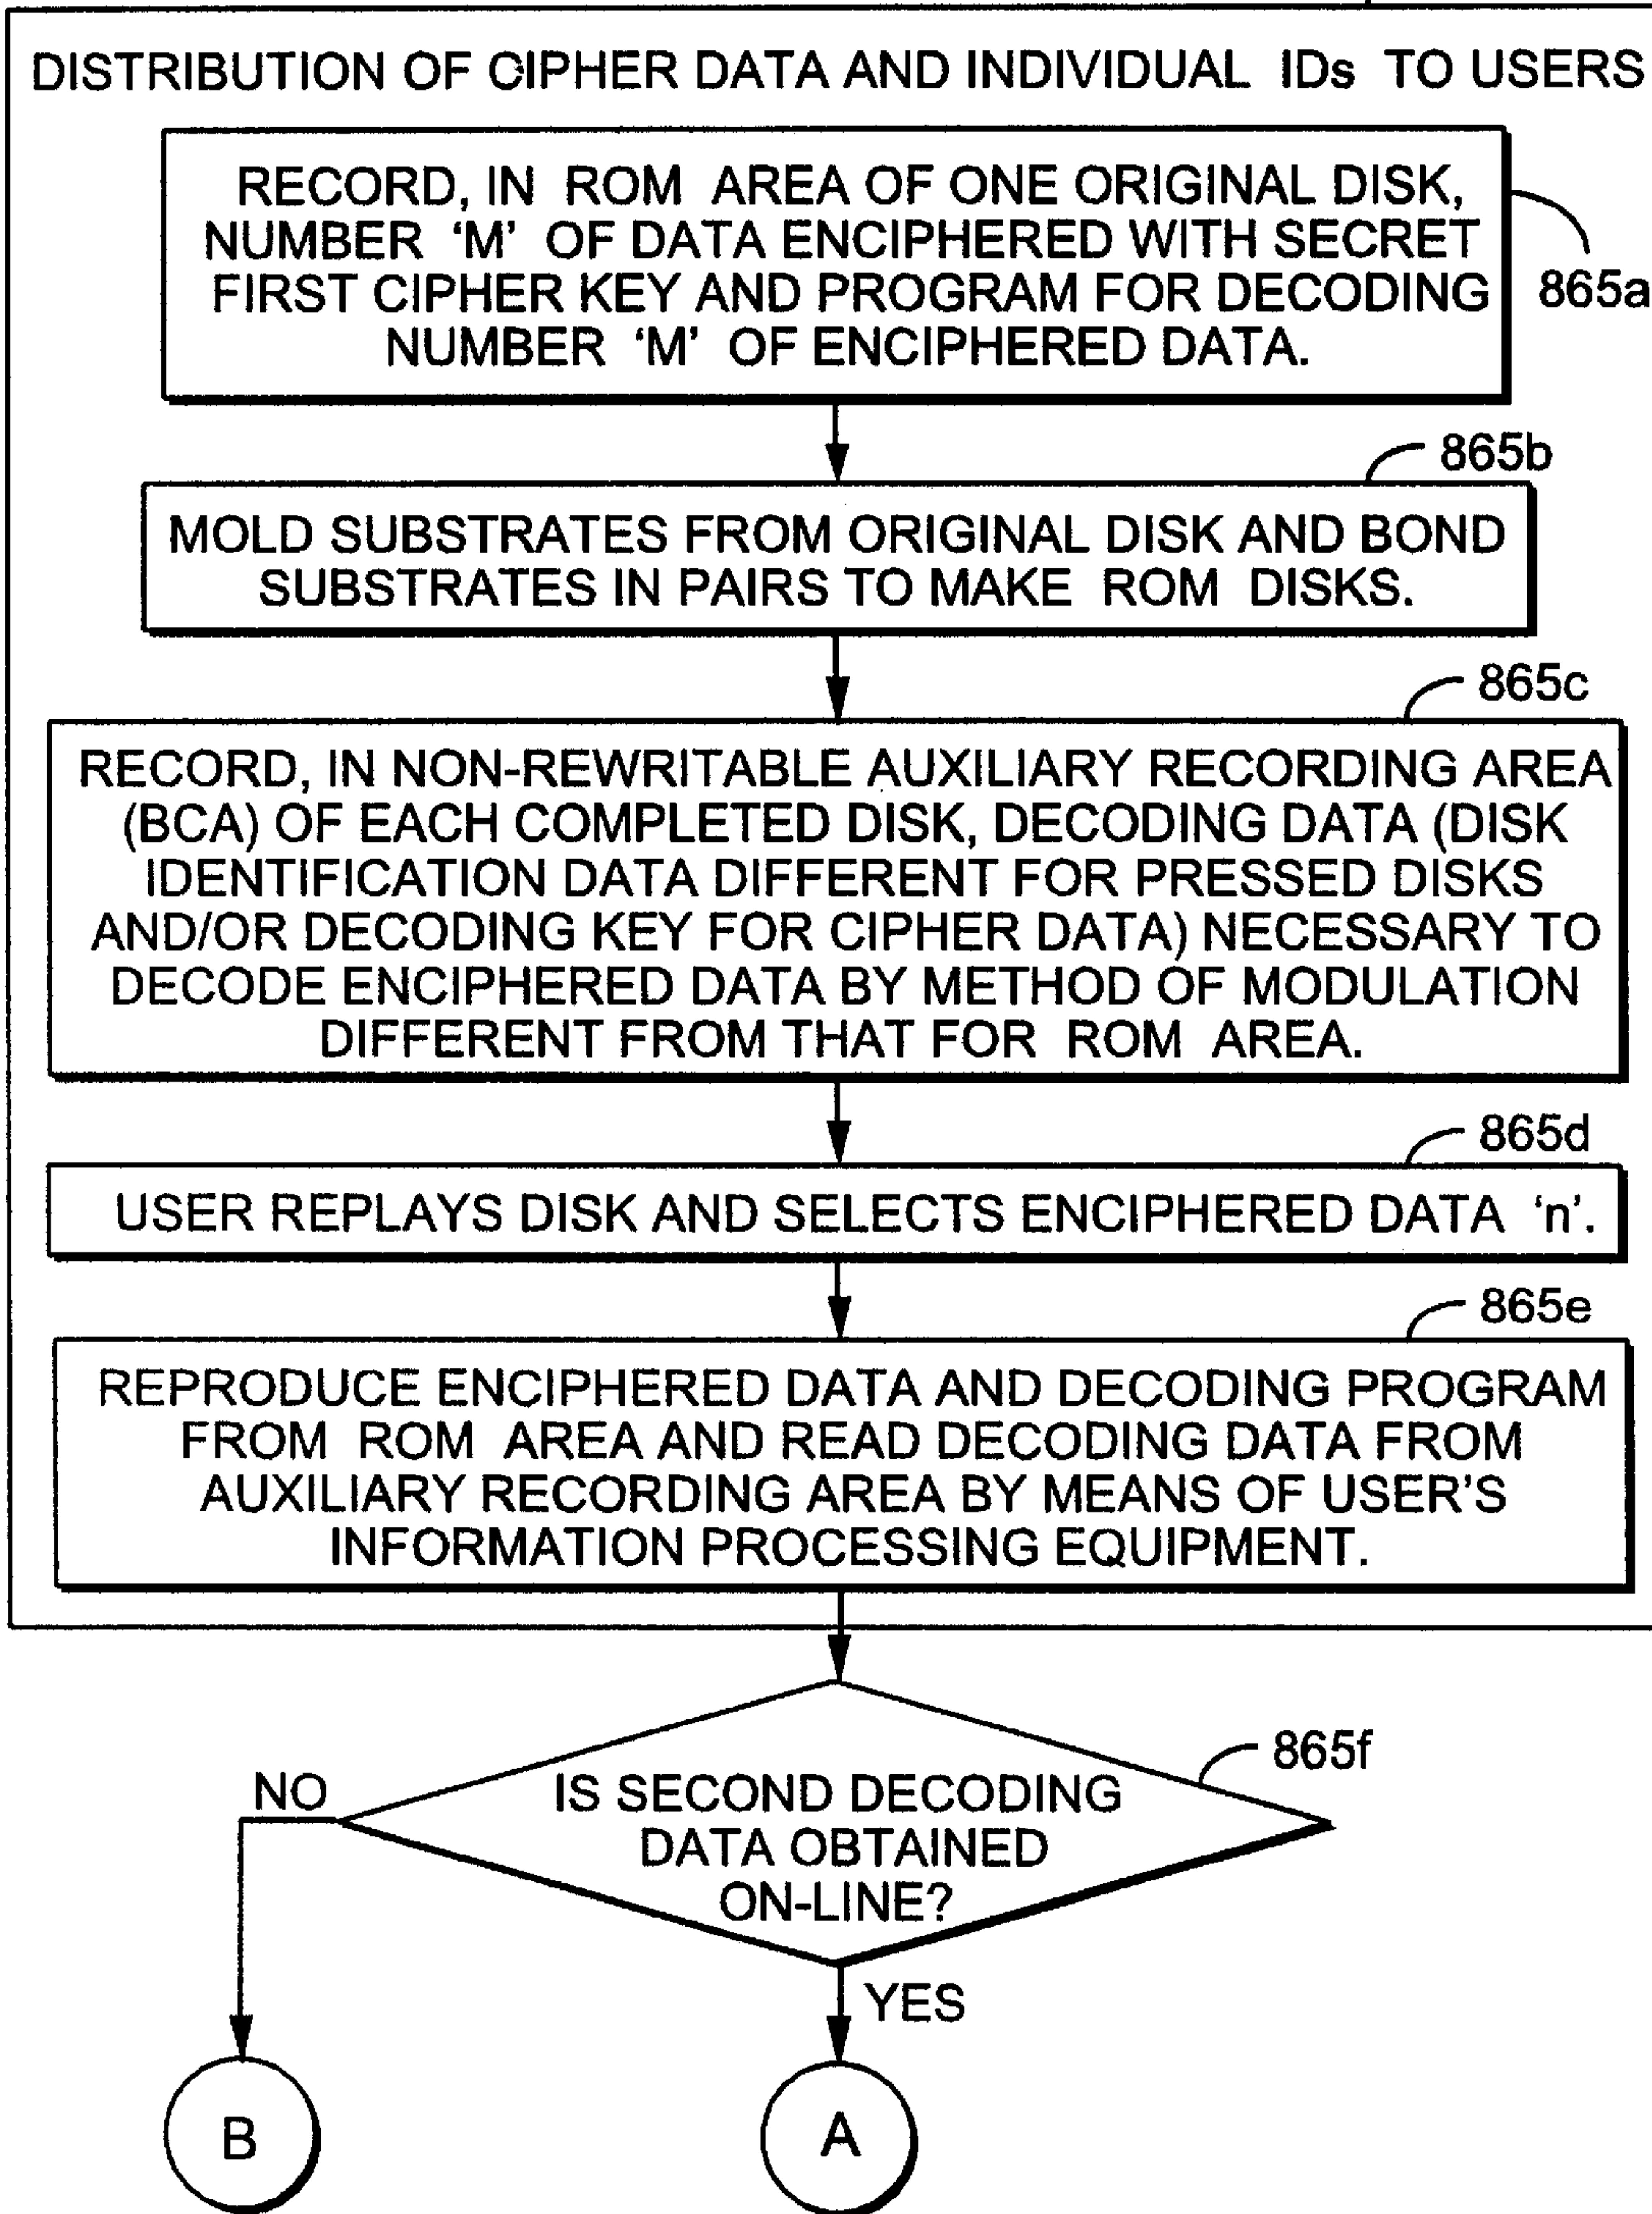 DISTRIBUTION OF CIPHER DATA AND INDIVIDUAL IDs TO USERS
RECORD, IN ROM AREA OF ONE ORIGINAL DISK,
NUMBER ‘M’ OF DATA ENCIPHERED WITH SECRET
FIRST CIPHER KEY AND PROGRAM FOR DECODING
NUMBER ‘M’ OF ENCIPHERED DATA.
865a
865b
MOLD SUBSTRATES FROM ORIGINAL DISK AND BOND
SUBSTRATES IN PAIRS TO MAKE ROM DISKS.
865c
RECORD, IN NON-REWRITABLE AUXILIARY RECORDING AREA
(BCA) OF EACH COMPLETED DISK, DECODING DATA (DISK
IDENTIFICATION DATA DIFFERENT FOR PRESSED DISKS
AND/OR DECODING KEY FOR CIPHER DATA) NECESSARY TO
DECODE ENCIPHERED DATA BY METHOD OF MODULATION
DIFFERENT FROM THAT FOR ROM AREA.
865d
USER REPLAYS DISK AND SELECTS ENCIPHERED DATA ‘n’.
865e
REPRODUCE ENCIPHERED DATA AND DECODING PROGRAM
FROM ROM AREA AND READ DECODING DATA FROM
AUXILIARY RECORDING AREA BY MEANS OF USER’S
INFORMATION PROCESSING EQUIPMENT.
865f
NO
IS SECOND DECODING
DATA OBTAINED
ON-LINE?
YES
B
A